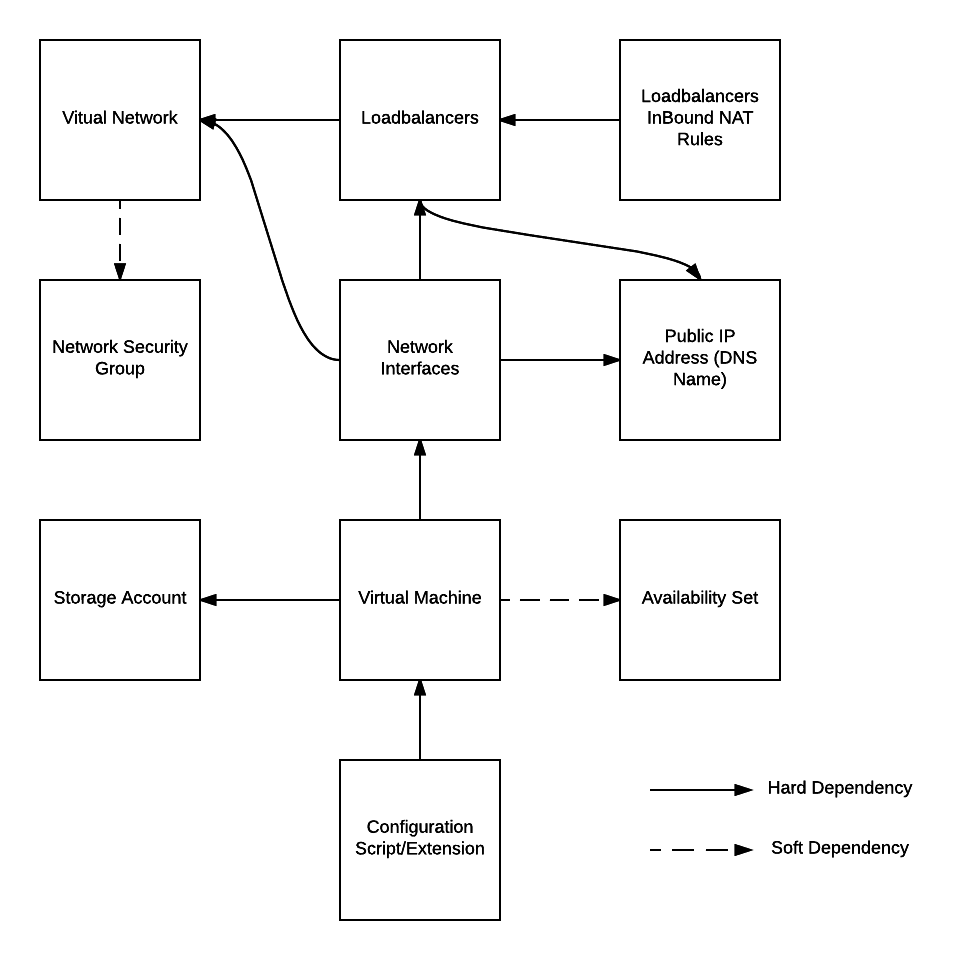 Vitual Network
Loadbalancers
Loadbalancers
InBound NAT
Rules
Network Security
Group
Network
Interfaces
Public IP
Address (DNS
Name)
Storage Account
Virtual Machine
Availability Set
Configuration
Script/Extension
Hard Dependency
Soft Dependency